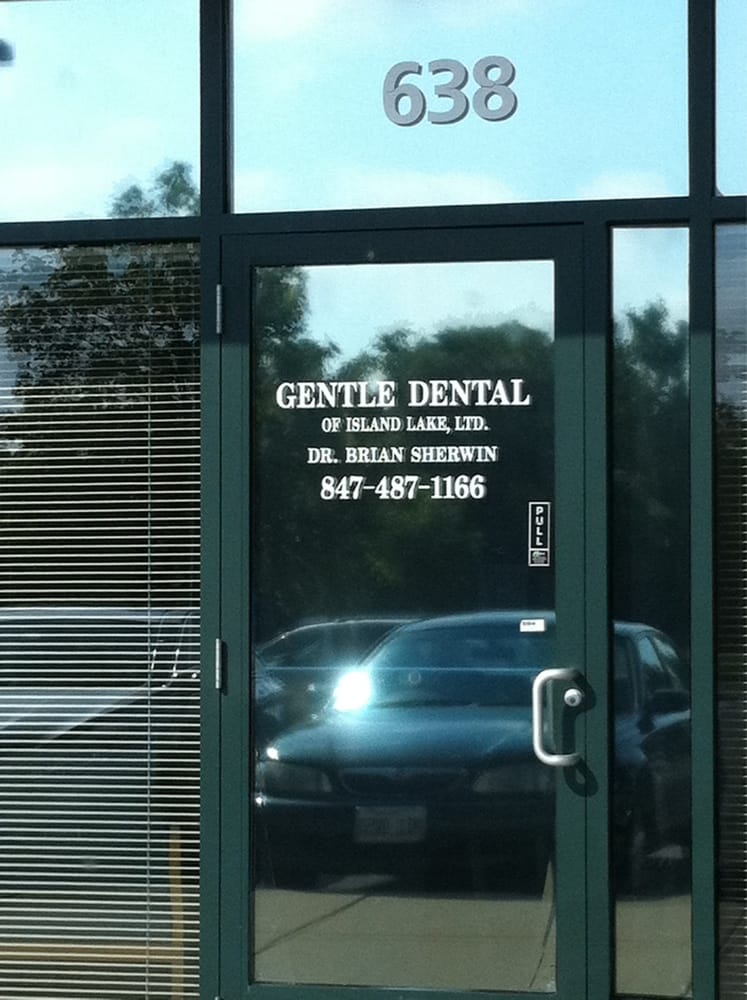 638
GENTLE DENTAL
OF ISLAND LAKE, LTD.
DR. BRIAN SHERWIN
847-487-1166
PULL